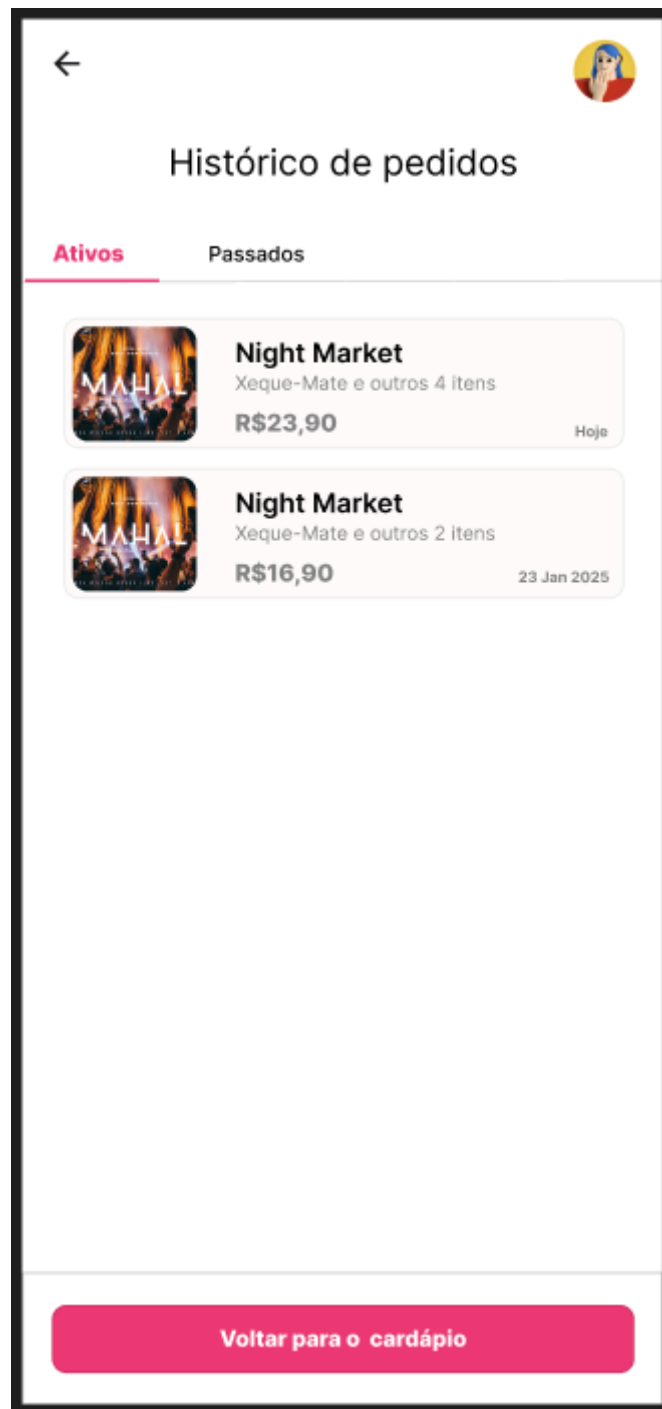 Histórico de pedidos
Ativos
Passados
MAHAL
Night Market
Xeque-Mate e outros 4 itens
R$23,90
Hoje
MAHAL
Night Market
Xeque-Mate e outros 2 itens
R$16,90
23 Jan 2025
Voltar para o cardápio